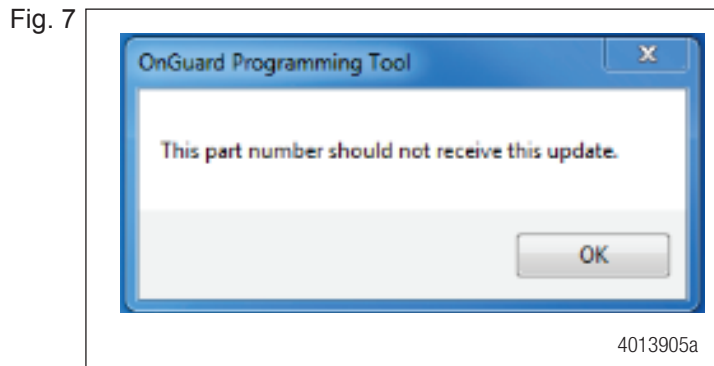 Fig. 7
OnGuard Programming Tool
x
This part number should not receive this update.
OK
4013905a